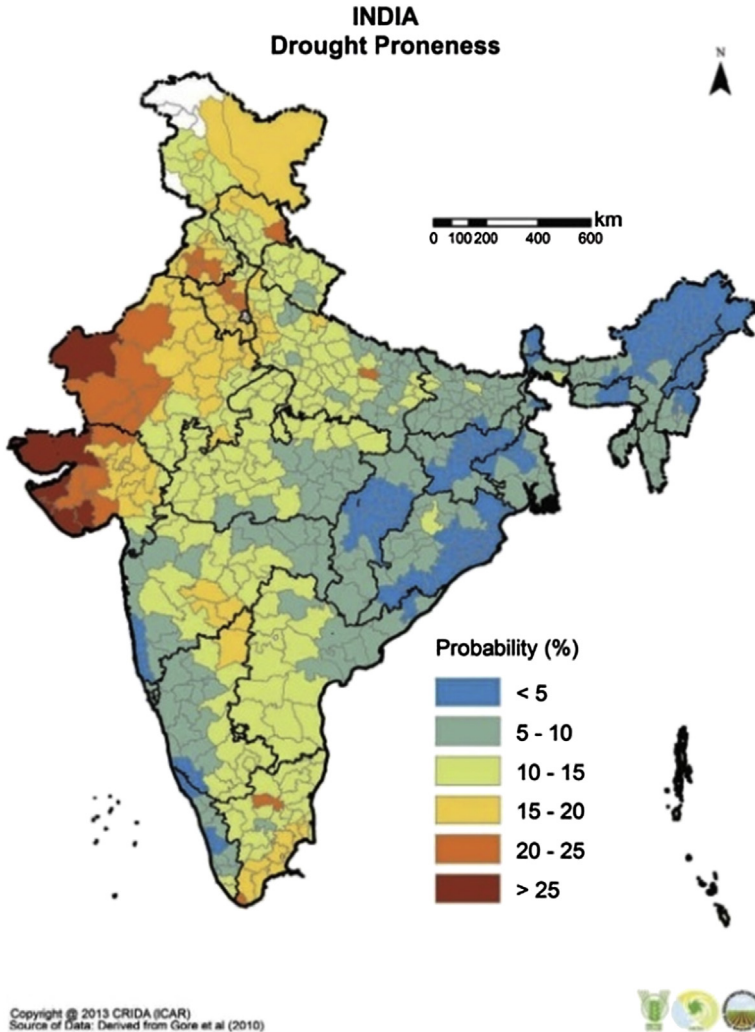 INDIA
Drought Proneness
N
km
0 100 200 400 600
Probability (%)
< 5
5 - 10
10 - 15
15 - 20
20 - 25
> 25
Copyright @ 2013 CRIDA (ICAR)
Source of Data: Derived from Gore et al (2010)